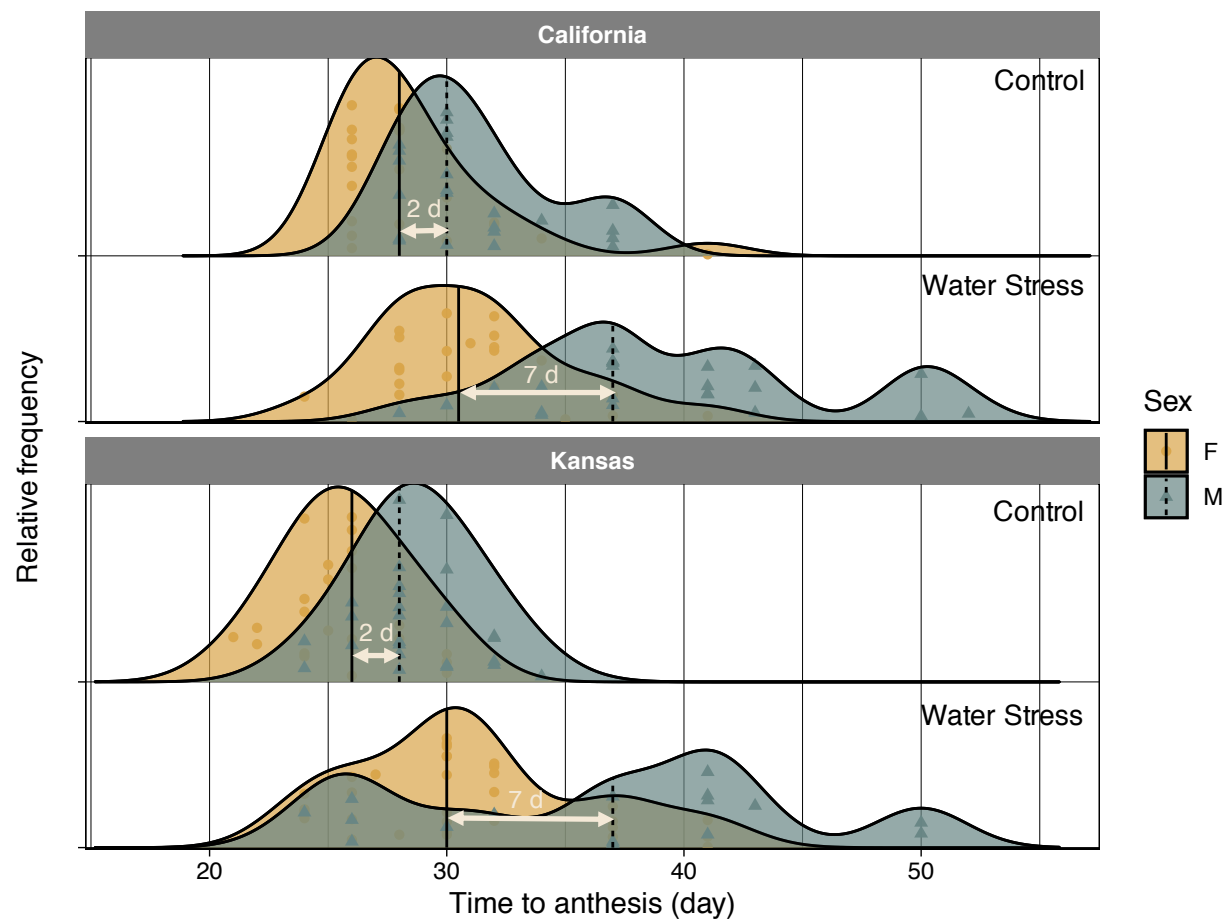 California
Control
2 d
Water Stress
7 d
Kansas
Control
2 d
Water Stress
7 d
20 30 40 50
Time to anthesis (day)
Relative frequency
Sex
F
M